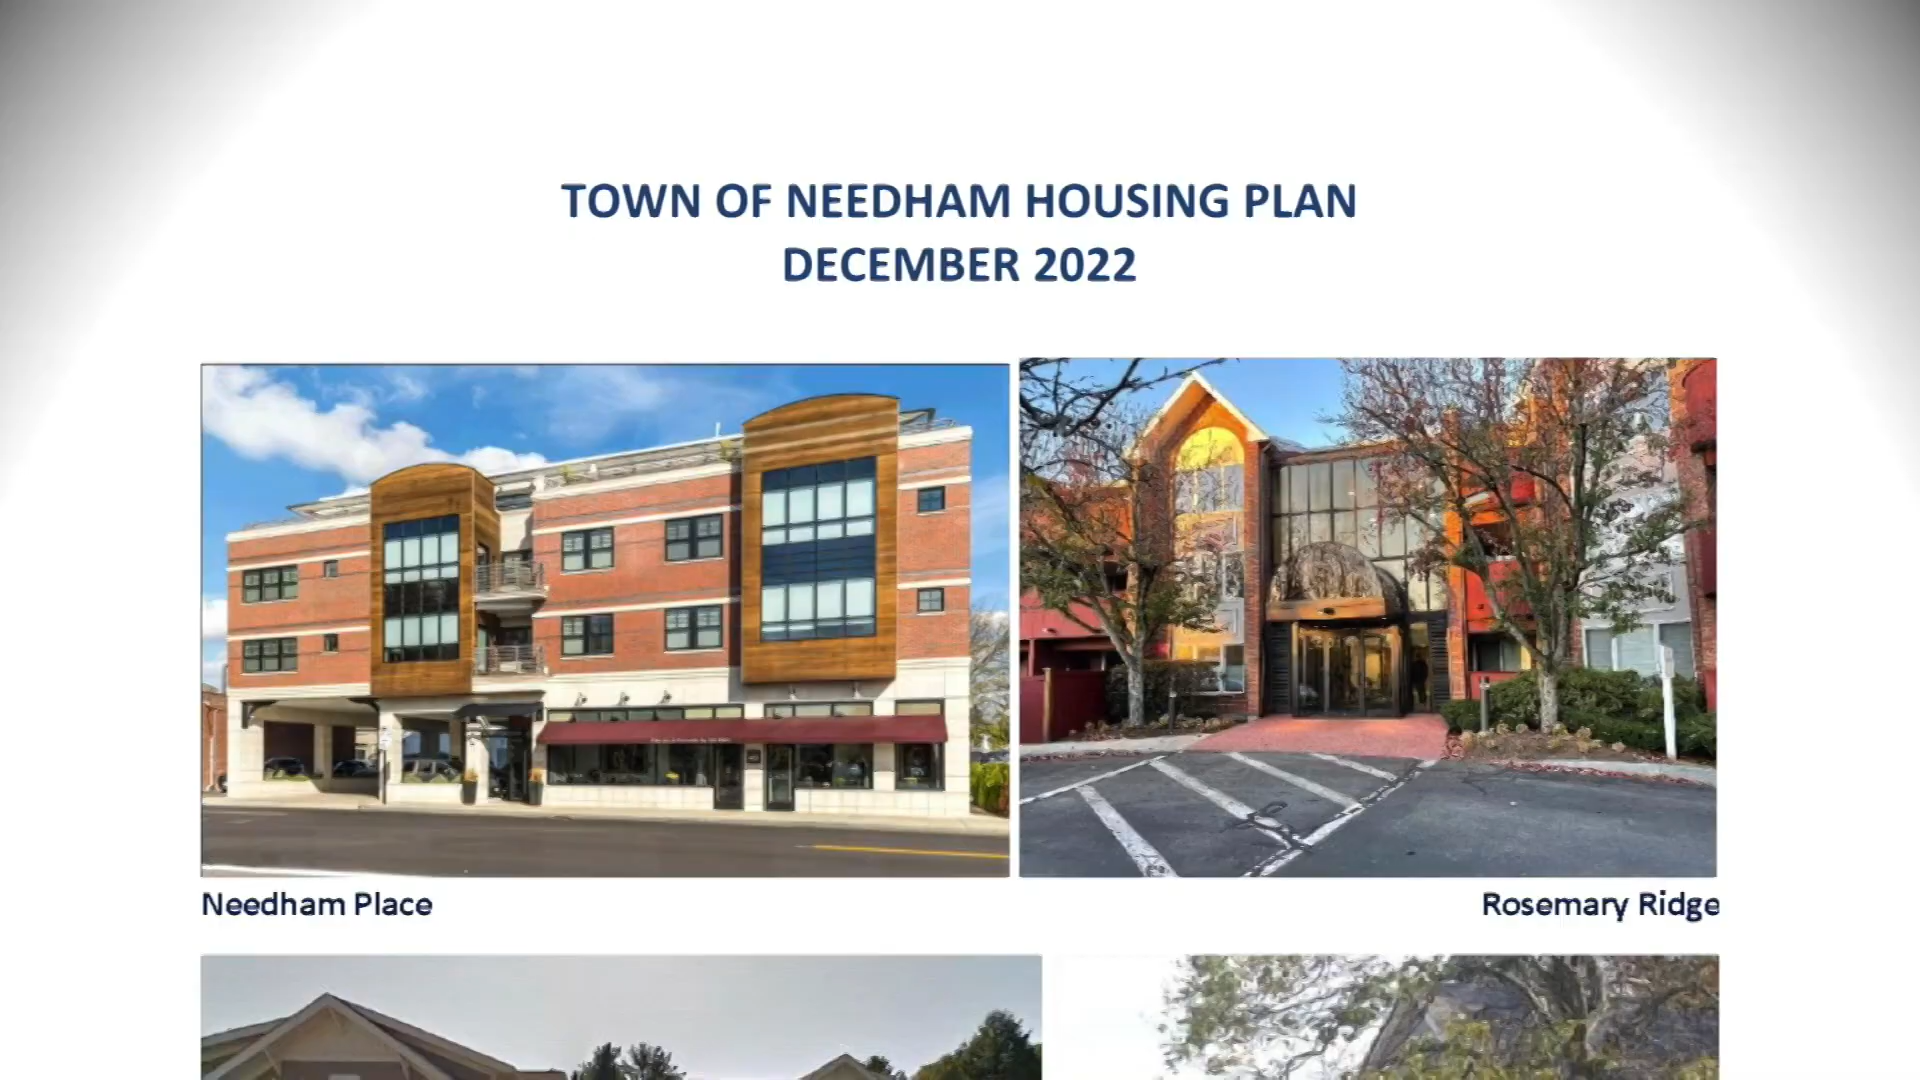 TOWN OF NEEDHAM HOUSING PLAN
DECEMBER 2022
Needham Place
Rosemary Ridge